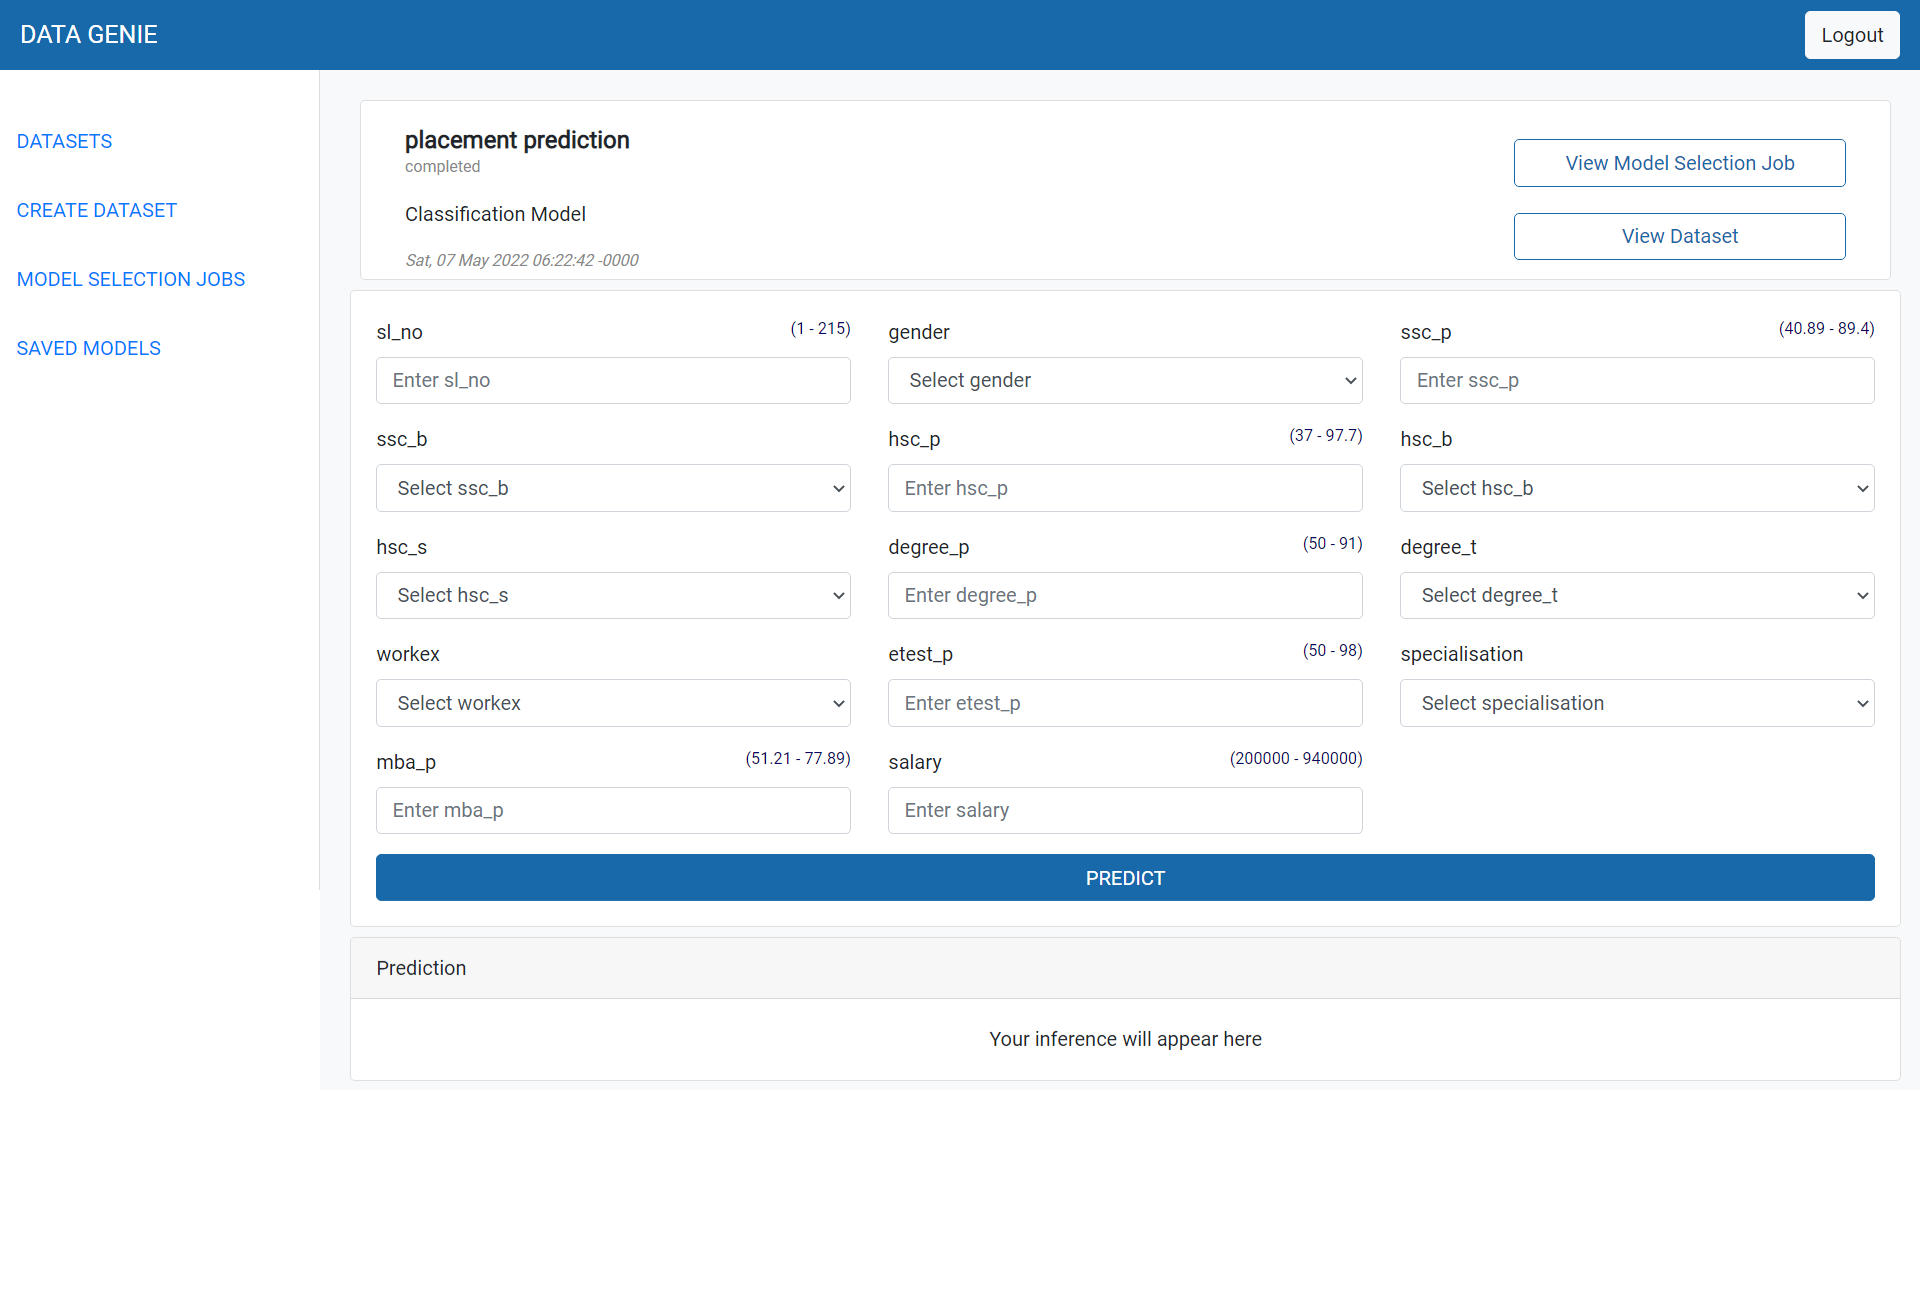 DATA GENIE
Logout
DATASETS
CREATE DATASET
MODEL SELECTION JOBS
SAVED MODELS
placement prediction
completed
Classification Model
Sat, 07 May 2022 06:22:42 -0000
View Model Selection Job
View Dataset
sl_no (1 - 215)
Enter sl_no
gender
Select gender
ssc_p (40.89 - 89.4)
Enter ssc_p
ssc_b
Select ssc_b
hsc_p (37 - 97.7)
Enter hsc_p
hsc_b
Select hsc_b
hsc_s
Select hsc_s
degree_p (50 - 91)
Enter degree_p
degree_t
Select degree_t
workex
Select workex
etest_p (50 - 98)
Enter etest_p
specialisation
Select specialisation
mba_p (51.21 - 77.89)
Enter mba_p
salary (200000 - 940000)
Enter salary
PREDICT
Prediction
Your inference will appear here